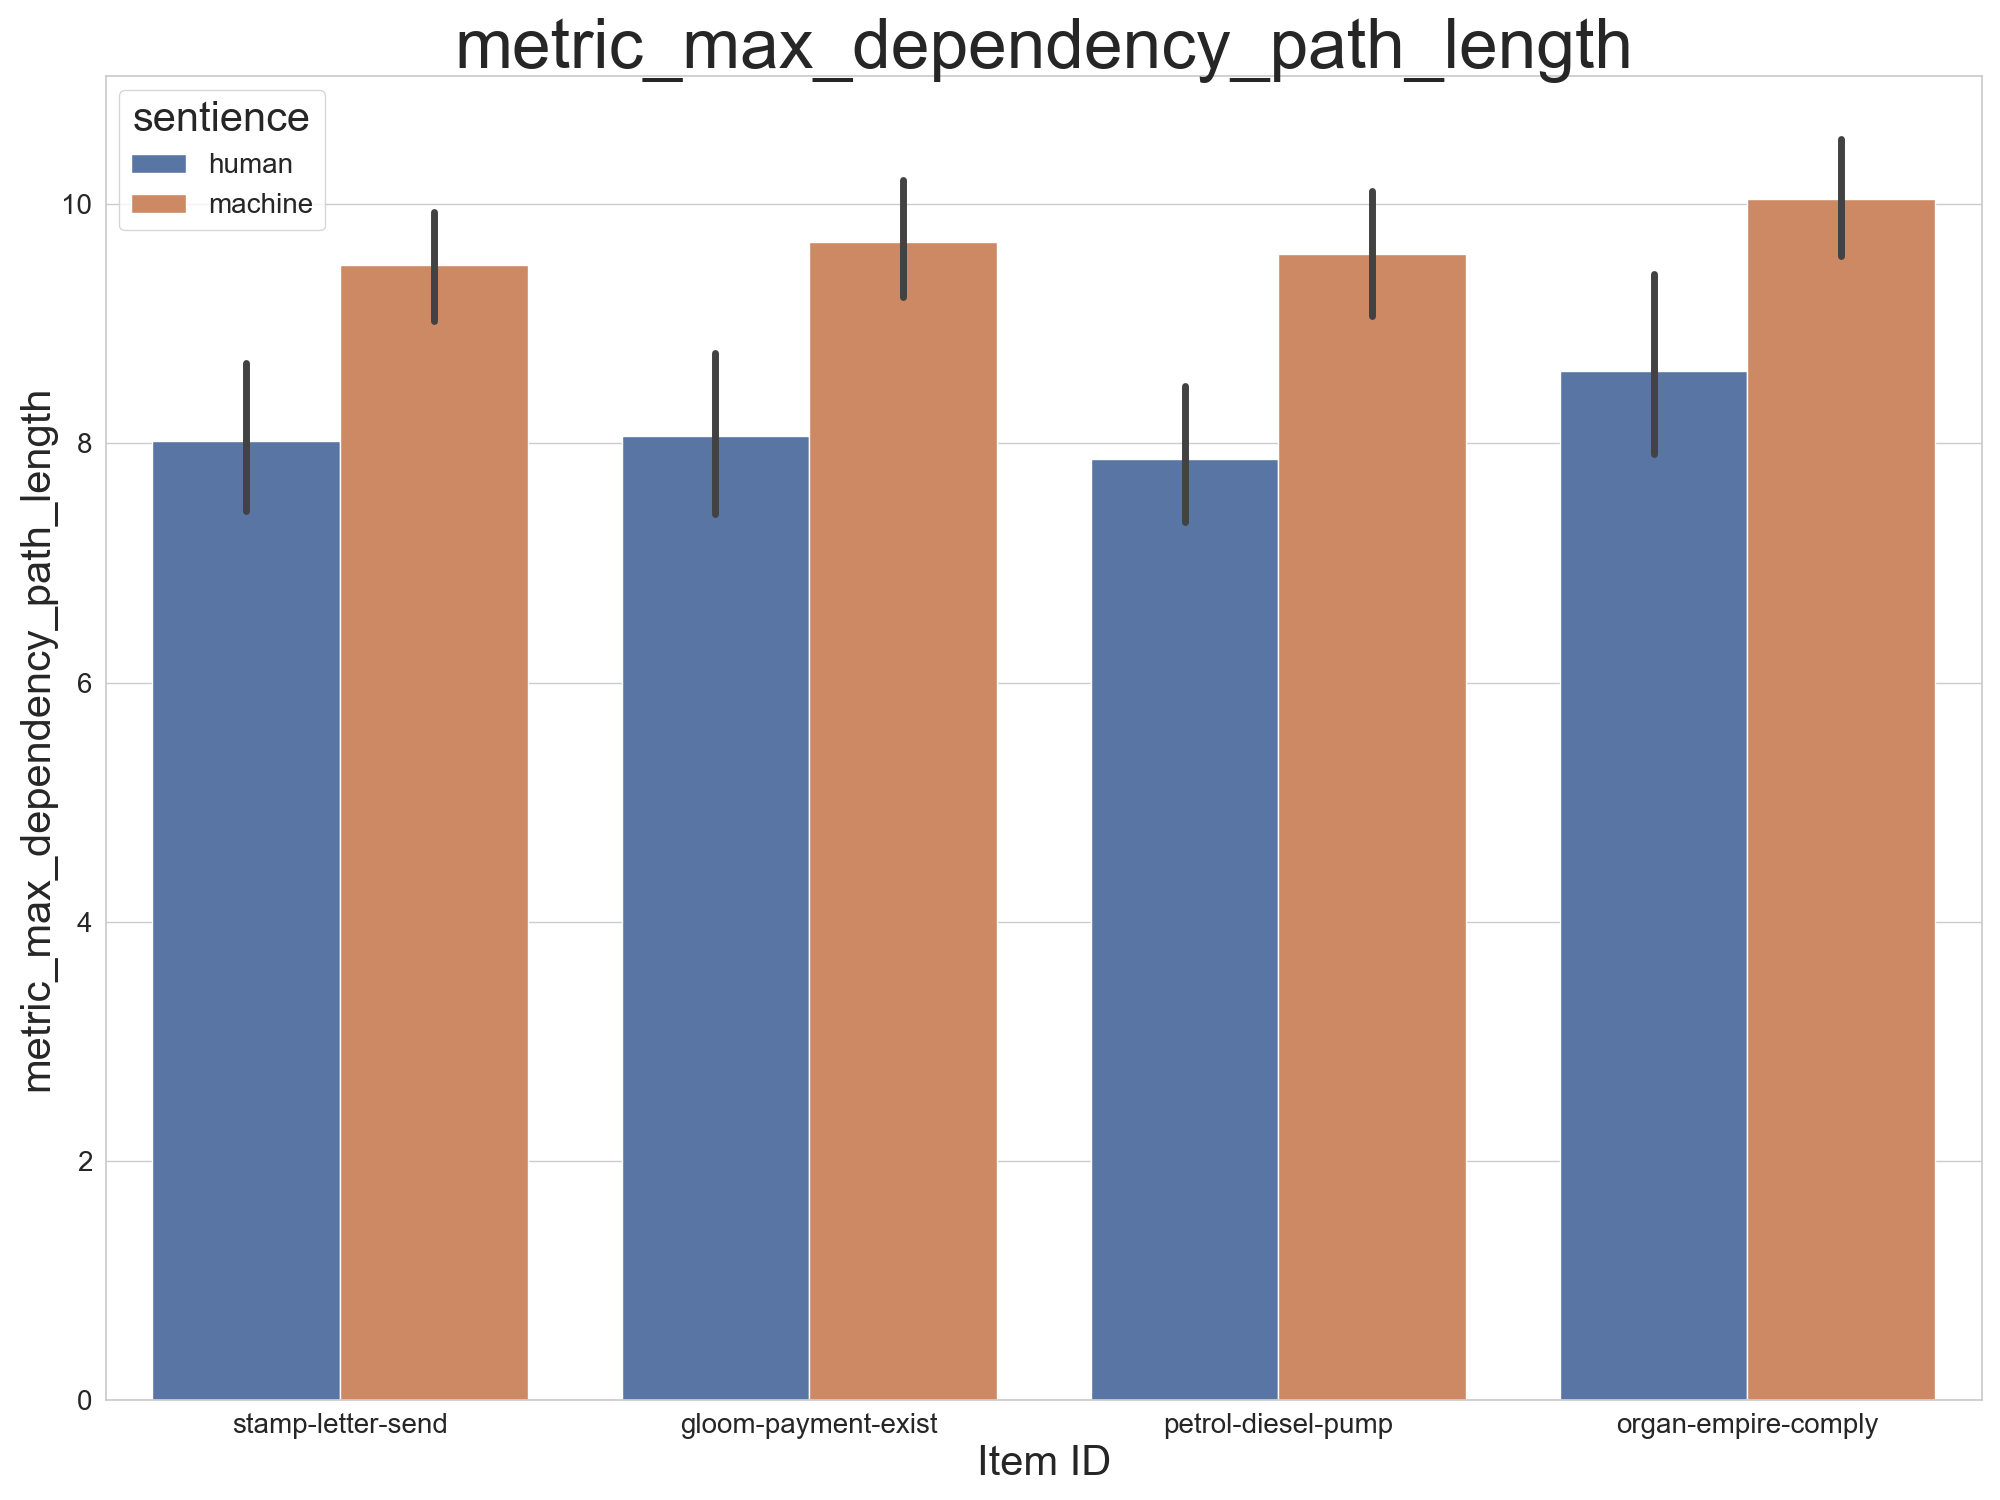 metric_max_dependency_path_length
sentience
human
machine
metric_max_dependency_path_length
10
8
6
4
2
0
stamp-letter-send
gloom-payment-exist
petrol-diesel-pump
organ-empire-comply
Item ID